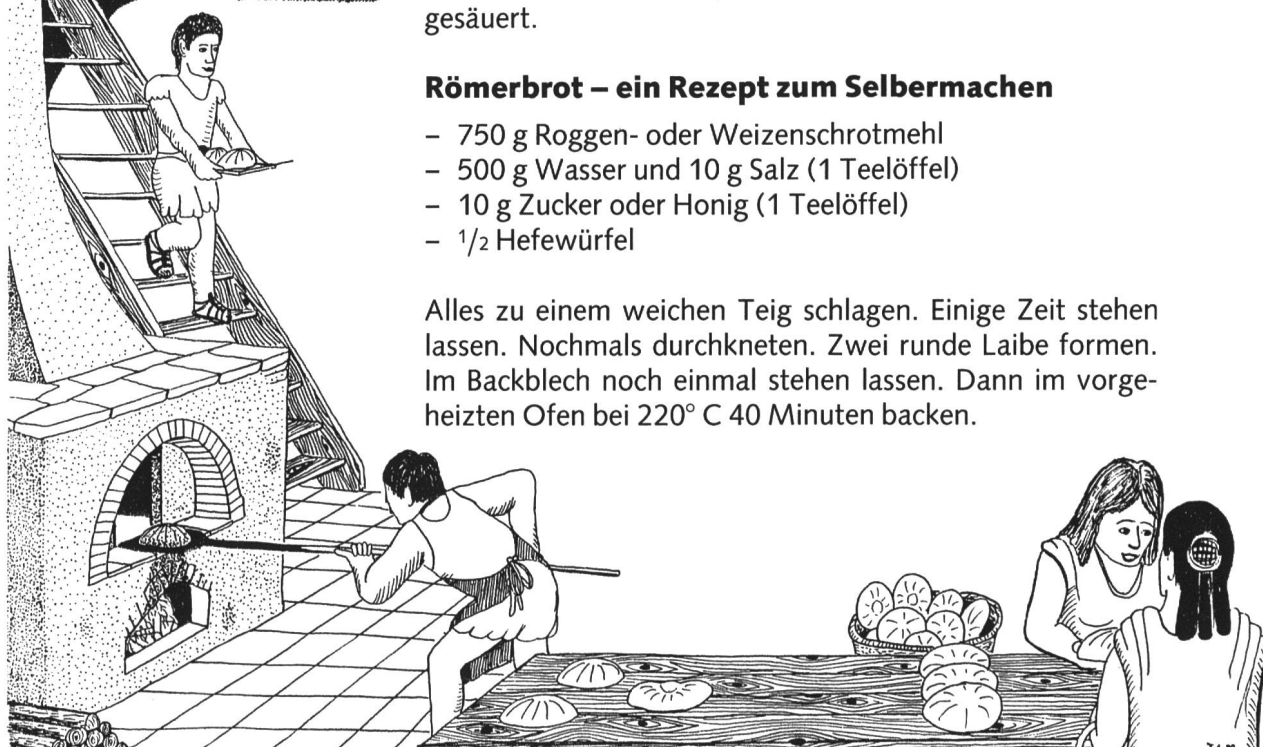 gesäuert.
Römerbrot – ein Rezept zum Selbermachen
– 750 g Roggen- oder Weizenschrotmehl
– 500 g Wasser und 10 g Salz (1 Teelöffel)
– 10 g Zucker oder Honig (1 Teelöffel)
– 1/2 Hefewürfel
Alles zu einem weichen Teig schlagen. Einige Zeit stehen
lassen. Nochmals durchkneten. Zwei runde Laibe formen.
Im Backblech noch einmal stehen lassen. Dann im vorge-
heizten Ofen bei 220° C 40 Minuten backen.